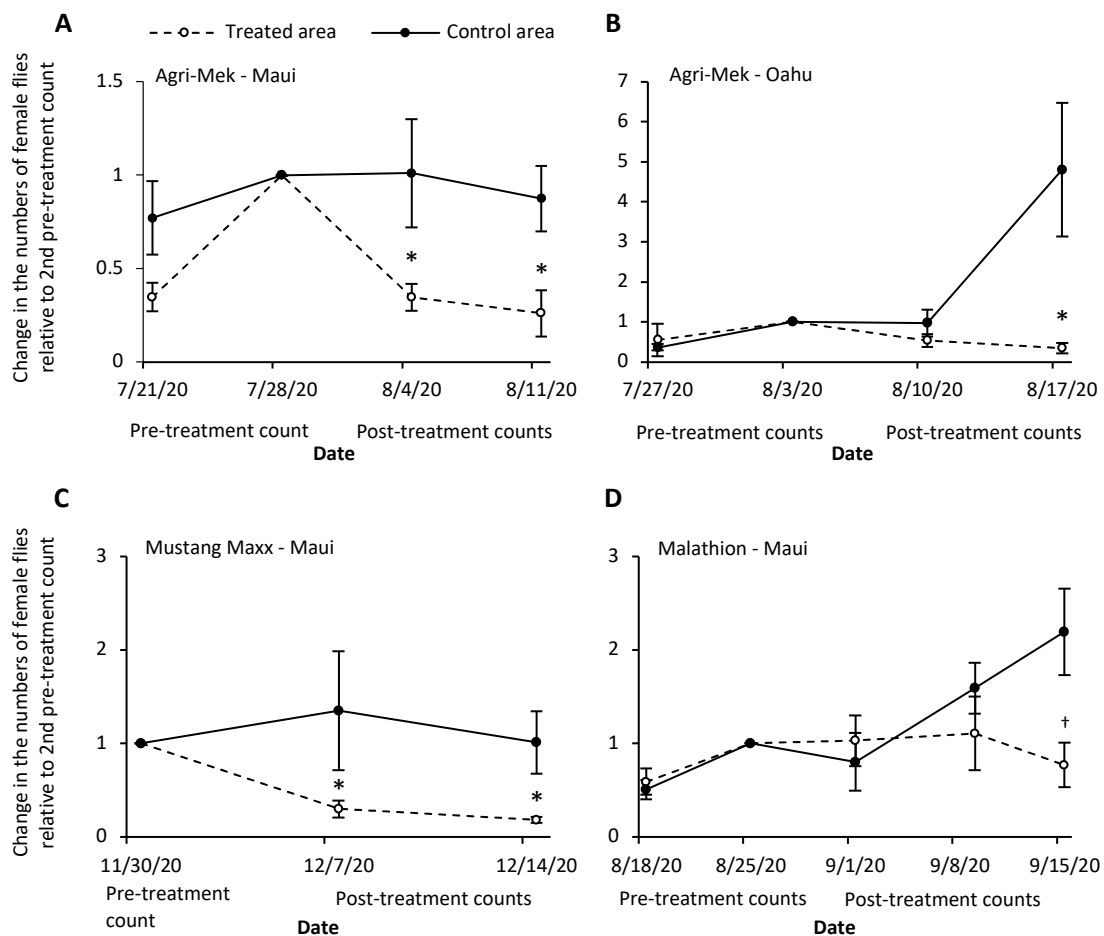 A
Treated area
Control area
B
Change in the numbers of female flies
relative to 2nd pre-treatment count
Agri-Mek - Maui
1.5
1
0.5
0
*
*
7/21/20 7/28/20 8/4/20 8/11/20
Pre-treatment count Post-treatment counts
Date
Agri-Mek - Oahu
7
6
5
4
3
2
1
0
*
7/27/20 8/3/20 8/10/20 8/17/20
Pre-treatment counts Post-treatment counts
Date
C
Change in the numbers of female flies
relative to 2nd pre-treatment count
Mustang Maxx - Maui
3
2
1
0
*
*
11/30/20 12/7/20 12/14/20
Pre-treatment
count
Post-treatment counts
Date
D
Malathion - Maui
3
2
1
0
†
8/18/20 8/25/20 9/1/20 9/8/20 9/15/20
Pre-treatment counts Post-treatment counts
Date